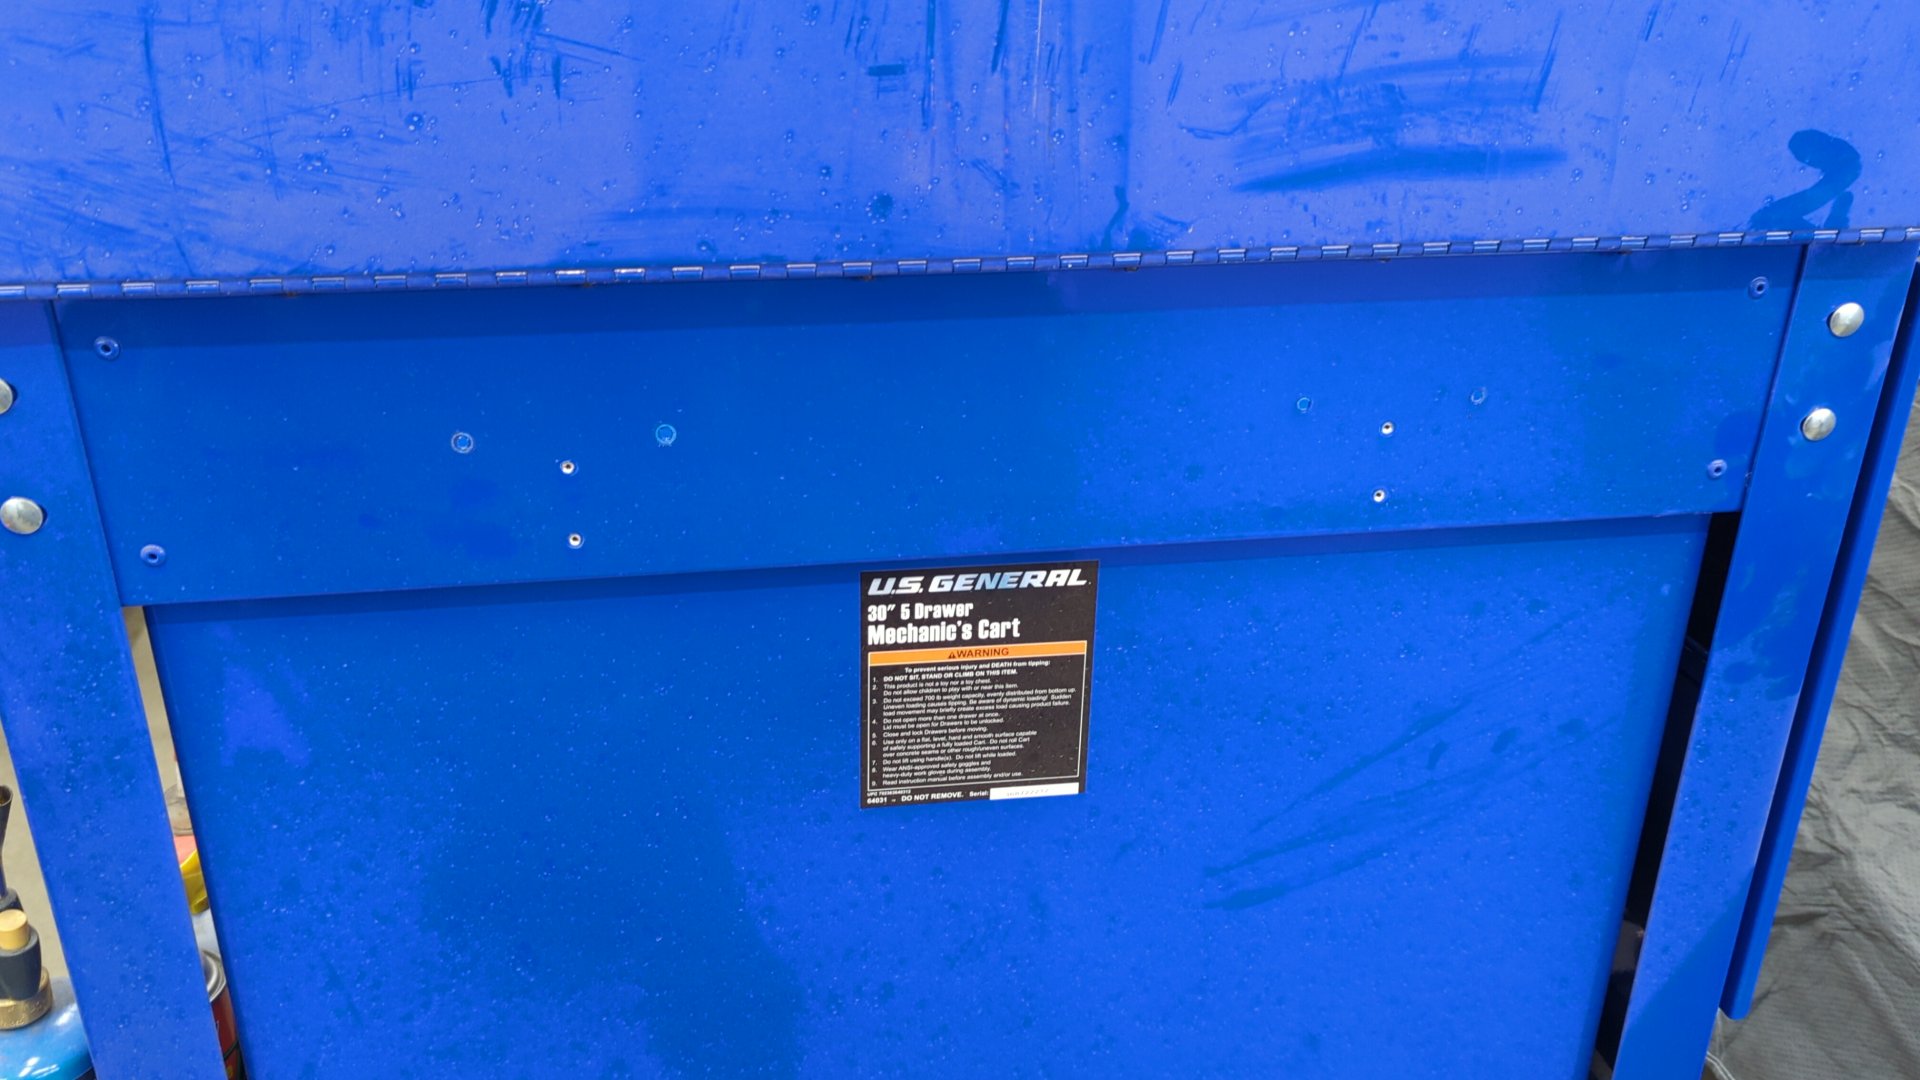 U.S. GENERAL
30" 5 Drawer
Mechanic's Cart
WARNING
To prevent serious injury and DEATH from tipping:
1. DO NOT SIT, STAND OR CLIMB ON THIS ITEM.
2. This product is not a toy nor a toy chest.
Do not allow children to play with or near this item.
3. Do not exceed 700 lb weight capacity, evenly distributed from bottom up.
Uneven loading causes tipping. Be aware of dynamic loading! Sudden
load movement may briefly create excess load causing product failure.
4. Do not open more than one drawer at once.
Lid must be open for Drawers to be unlocked.
5. Close and lock Drawers before moving.
6. Use only on a flat, level, hard and smooth surface capable
of safely supporting a fully loaded Cart. Do not roll Cart
over concrete seams or other rough/uneven surfaces.
7. Do not lift using handle(s). Do not lift while loaded.
8. Wear ANSI-approved safety goggles and
heavy-duty work gloves during assembly.
9. Read instruction manual before assembly and/or use.
UPC
64031 DO NOT REMOVE. Serial: